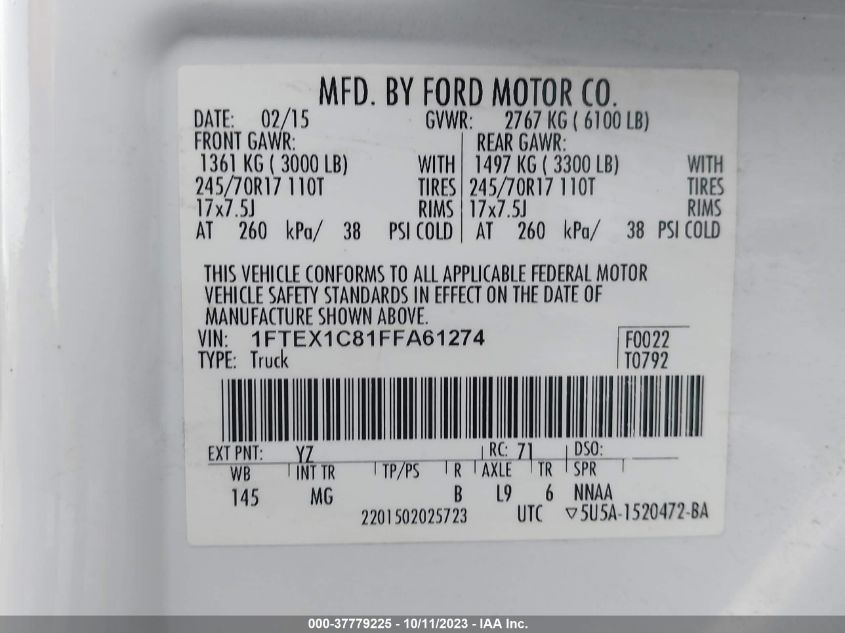 MFD. BY FORD MOTOR CO.
DATE: 02/15 GVWR: 2767 KG ( 6100 LB)
FRONT GAWR: REAR GAWR:
1361 KG ( 3000 LB) WITH 1497 KG ( 3300 LB) WITH
245/70R17 110T TIRES 245/70R17 110T TIRES
17x7.5J RIMS 17x7.5J RIMS
AT 260 kPa/ 38 PSI COLD AT 260 kPa/ 38 PSI COLD
THIS VEHICLE CONFORMS TO ALL APPLICABLE FEDERAL MOTOR
VEHICLE SAFETY STANDARDS IN EFFECT ON THE DATE OF
MANUFACTURE SHOWN ABOVE.
VIN: 1FTEX1C81FFA61274 F0022
TYPE: Truck T0792
EXT PNT: YZ RC: 71 DSO:
WB INT TR TP/PS R AXLE TR SPR
145 MG B L9 6 NNAA
2201502025723 UTC ▽5U5A-1520472-BA
000-37779225 - 10/11/2023 - IAA Inc.